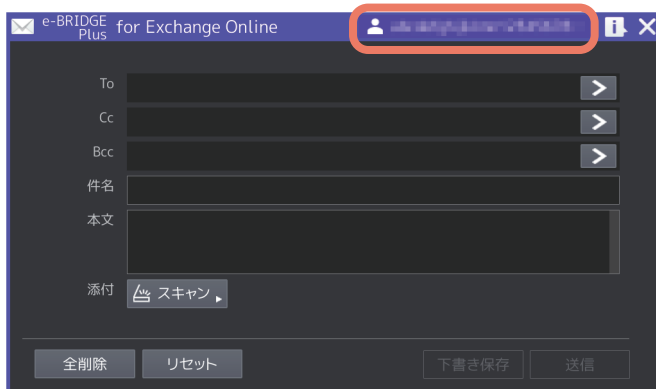 e-BRIDGE Plus for Exchange Online
To
Cc
Bcc
件名
本文
添付 スキャン
全削除 リセット 下書き保存 送信